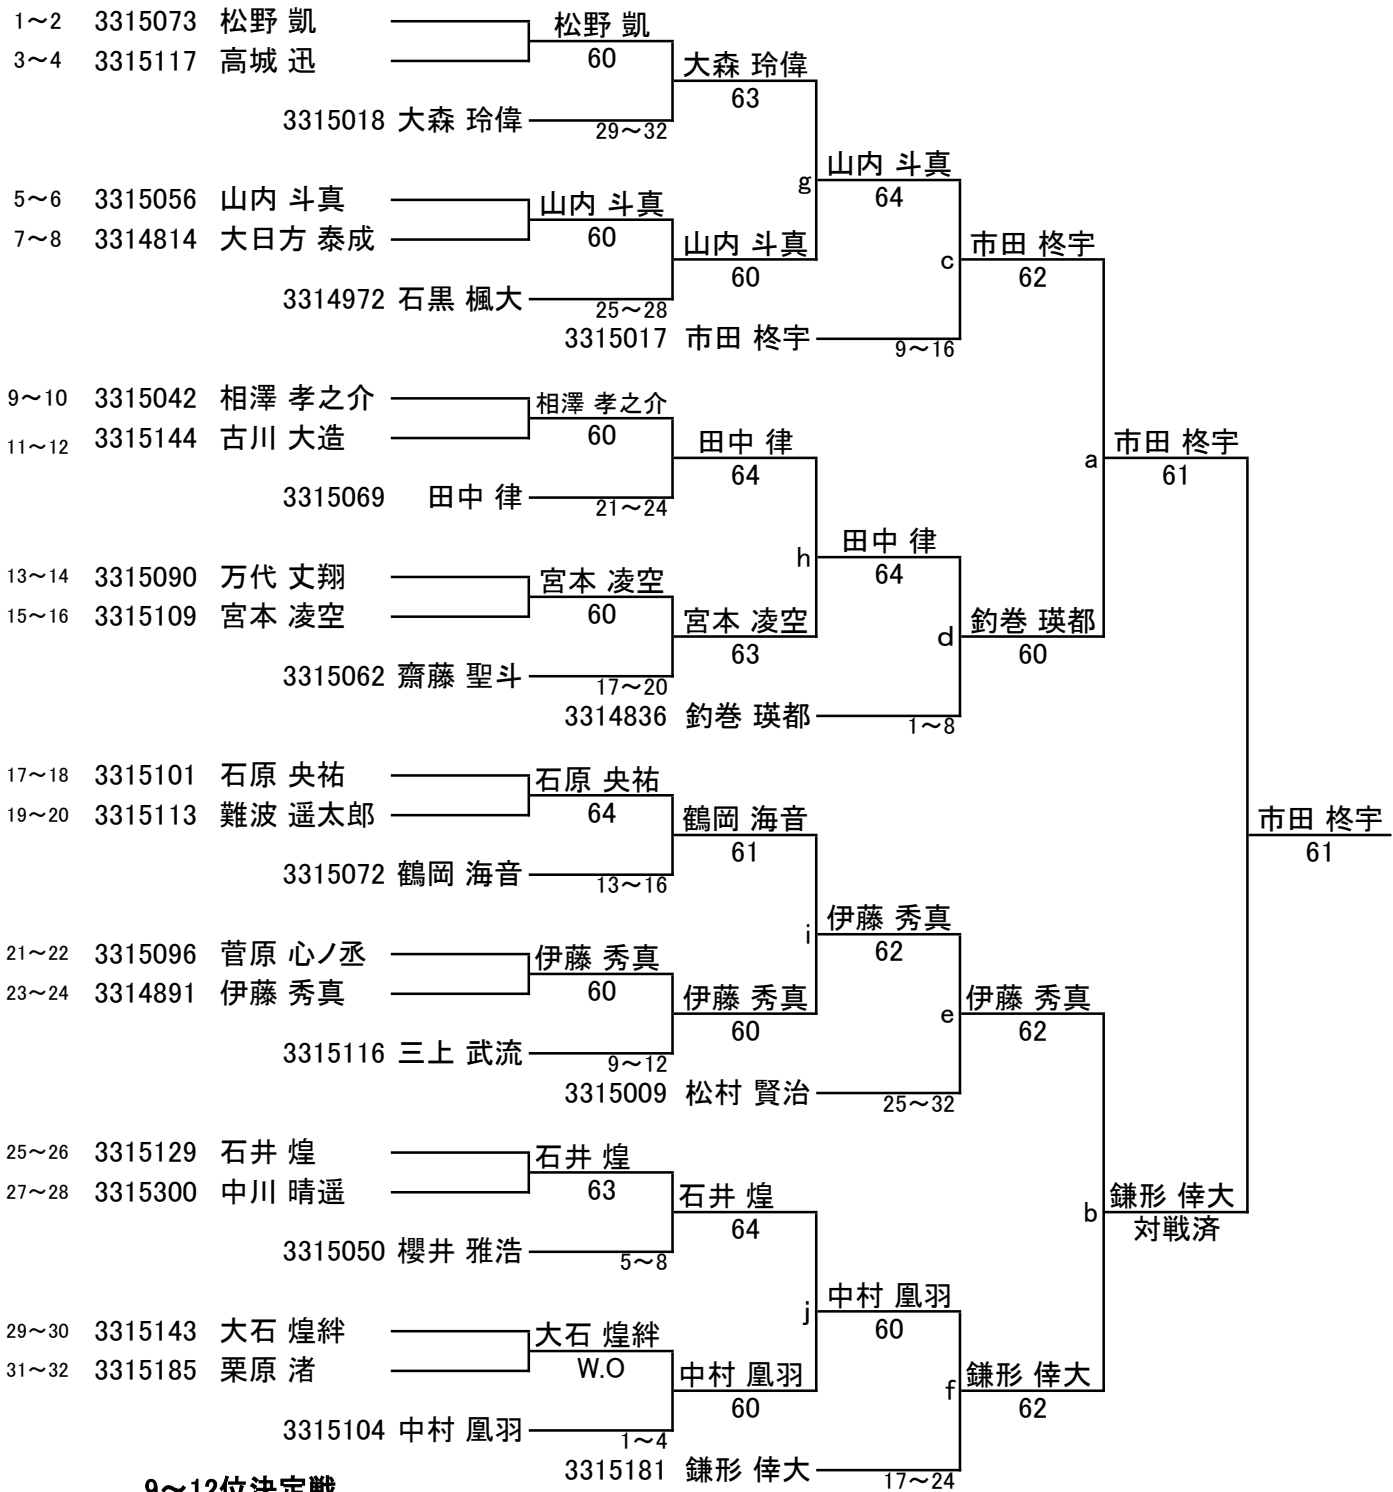 1～2 3315073 松野 凱 松野 凱
3～4 3315117 高城 迅 60 大森 玲偉
63
3315018 大森 玲偉 29～32
山内 斗真
g 64
5～6 3315056 山内 斗真 山内 斗真
7～8 3314814 大日方 泰成 60 山内 斗真 市田 柊宇
60 c 62
3314972 石黒 楓大 25～28
3315017 市田 柊宇 9～16
9～10 3315042 相澤 孝之介 相澤 孝之介
11～12 3315144 古川 大造 60 田中 律 市田 柊宇
64 a 61
3315069 田中 律 21～24
田中 律
h 64
13～14 3315090 万代 丈翔 宮本 凌空
15～16 3315109 宮本 凌空 60 宮本 凌空 釣巻 瑛都
63 d 60
3315062 齋藤 聖斗 17～20
3314836 釣巻 瑛都 1～8
17～18 3315101 石原 央祐 石原 央祐
19～20 3315113 難波 遥太郎 64 鶴岡 海音 市田 柊宇
61 61
3315072 鶴岡 海音 13～16
伊藤 秀真
i 62
21～22 3315096 菅原 心ノ丞 伊藤 秀真
23～24 3314891 伊藤 秀真 60 伊藤 秀真 伊藤 秀真
60 e 62
3315116 三上 武流 9～12
3315009 松村 賢治 25～32
25～26 3315129 石井 煌 石井 煌
27～28 3315300 中川 晴遥 63 石井 煌 鎌形 倖大
64 b 対戦済
3315050 櫻井 雅浩 5～8
中村 凰羽
j 60
29～30 3315143 大石 煌絆 大石 煌絆
31～32 3315185 栗原 渚 W.O 中村 凰羽 鎌形 倖大
60 f 62
3315104 中村 凰羽 1～4
3315181 鎌形 倖大 17～24
9～12位決定戦